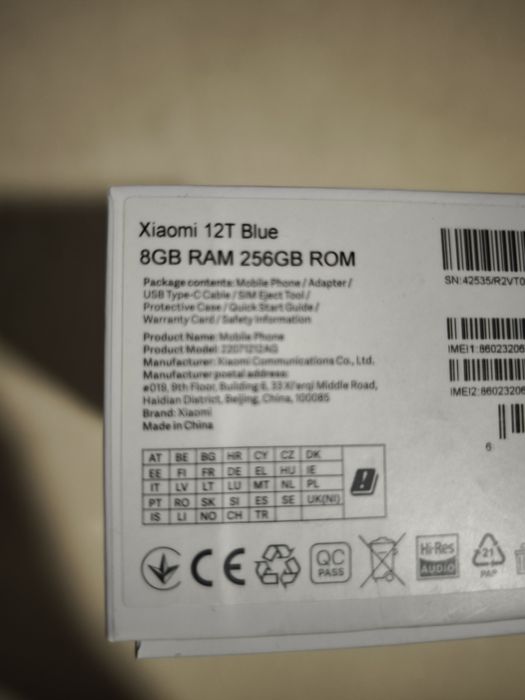 Xiaomi 12T Blue
8GB RAM 256GB ROM
Package contents: Mobile Phone / Adapter /
USB Type-C Cable / SIM Eject Tool /
Protective Case / Quick Start Guide /
Warranty Card / Safety Information
Product Name: Mobile Phone
Product Model: 22071212AG
Manufacturer: Xiaomi Communications Co., Ltd.
Manufacturer postal address:
#019, 9th Floor, Building 6, 33 Xi'erqi Middle Road,
Haidian District, Beijing, China, 100085
Brand: Xiaomi
Made in China
SN: 42535/R2VT0
IMEI1: 86023206
IMEI2: 86023206
6
AT BE BG HR CY CZ DK
EE FI FR DE EL HU IE
IT LV LT LU MT NL PL
PT RO SK SI ES SE UK(NI)
IS LI NO CH TR
CE
QC
PASS
Hi-Res
AUDIO
21
PAP